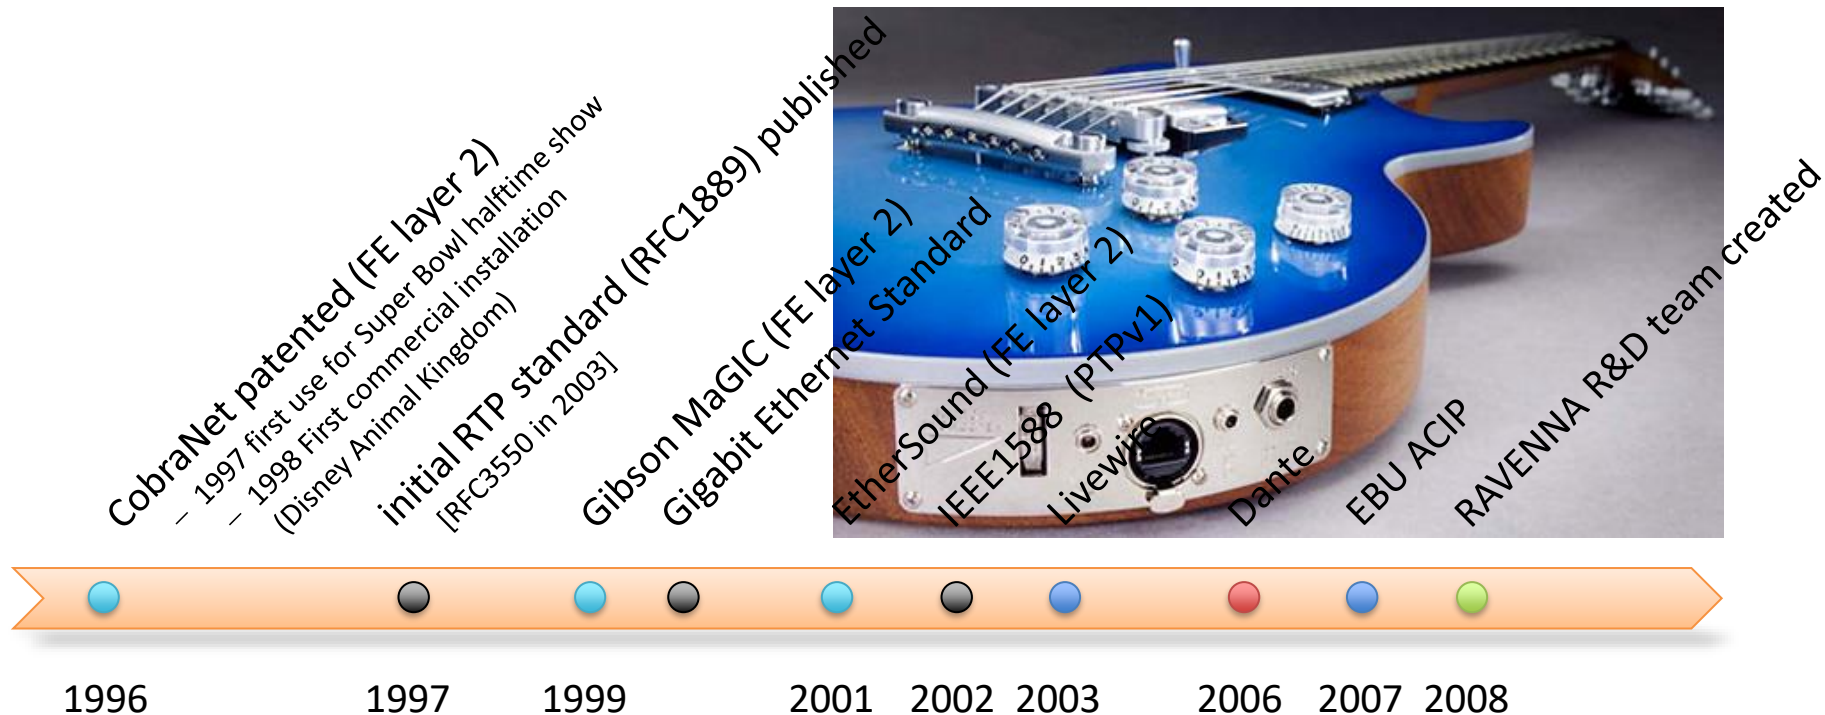 CobraNet patented (FE layer 2)
– 1997 first use for Super Bowl halftime show
– 1998 First commercial installation
(Disney Animal Kingdom)
initial RTP standard (RFC1889) published
[RFC3550 in 2003]
Gibson MaGIC (FE layer 2)
Gigabit Ethernet Standard
EtherSound (FE layer 2)
IEEE1588 (PTPv1)
Livewire
Dante
EBU ACIP
RAVENNA R&D team created
1996
1997
1999
2001
2002
2003
2006
2007
2008